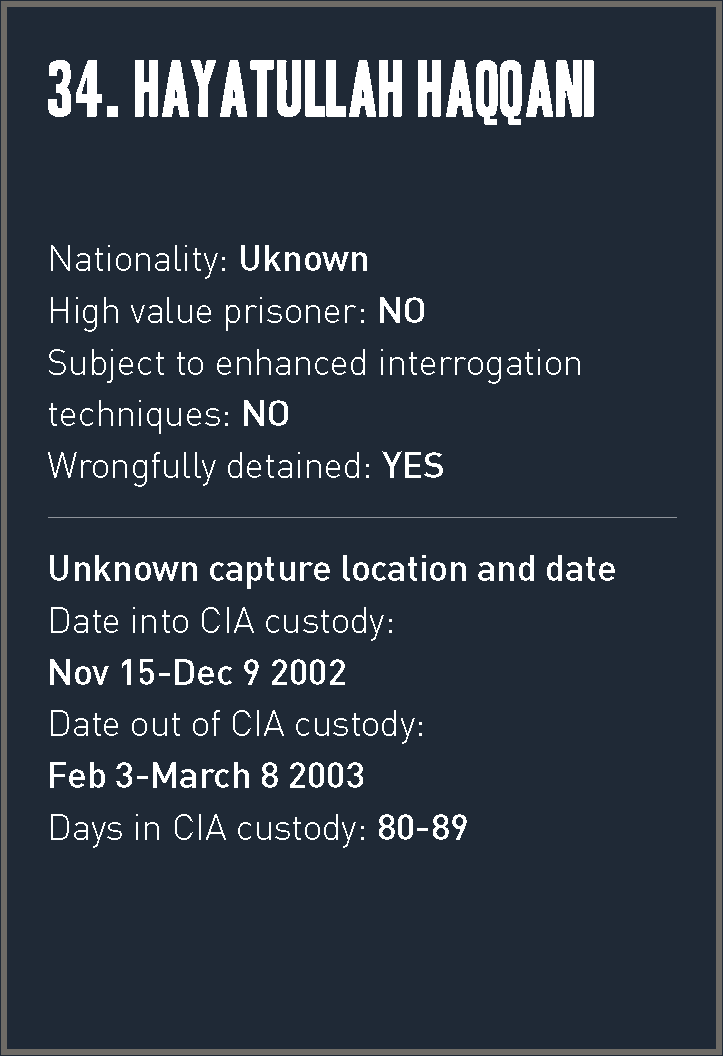 34. HAYATULLAH HAQQANI
Nationality: Uknown
High value prisoner: NO
Subject to enhanced interrogation
techniques: NO
Wrongfully detained: YES
Unknown capture location and date
Date into CIA custody:
Nov 15-Dec 9 2002
Date out of CIA custody:
Feb 3-March 8 2003
Days in CIA custody: 80-89